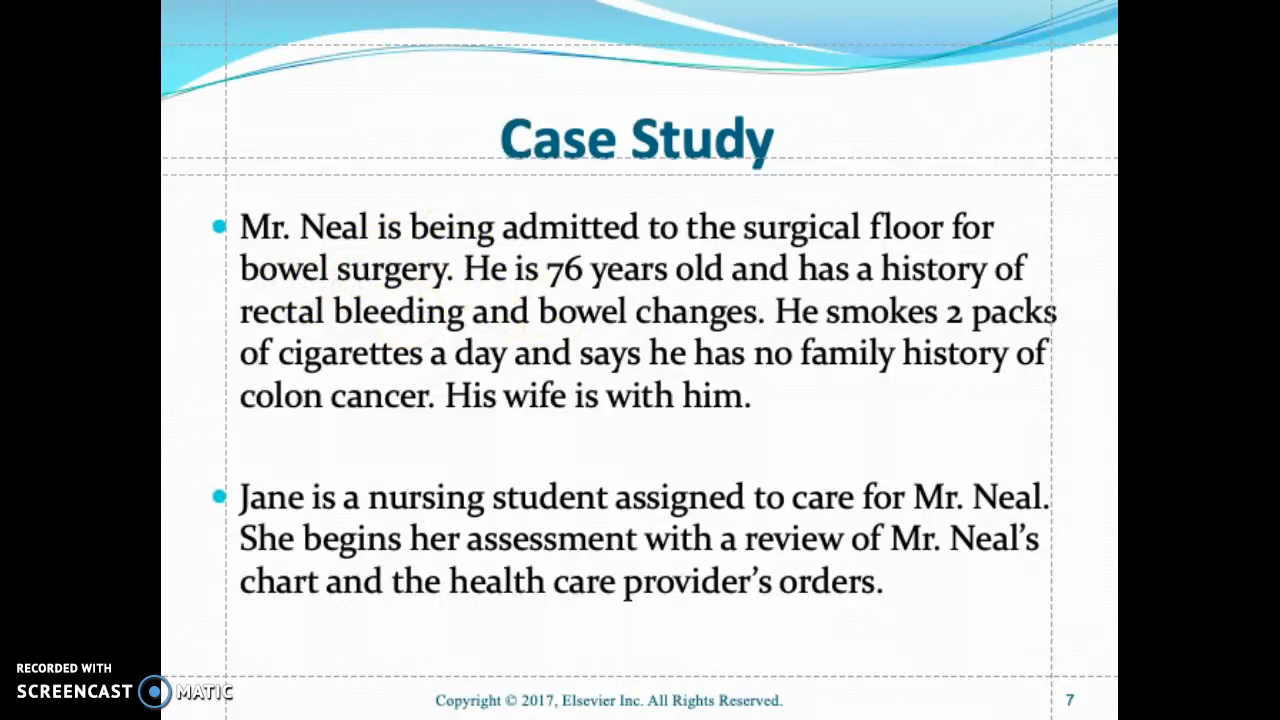 Case Study
• Mr. Neal is being admitted to the surgical floor for
bowel surgery. He is 76 years old and has a history of
rectal bleeding and bowel changes. He smokes 2 packs
of cigarettes a day and says he has no family history of
colon cancer. His wife is with him.
• Jane is a nursing student assigned to care for Mr. Neal.
She begins her assessment with a review of Mr. Neal’s
chart and the health care provider’s orders.
RECORDED WITH
SCREENCAST MATIC
Copyright © 2017, Elsevier Inc. All Rights Reserved.
7